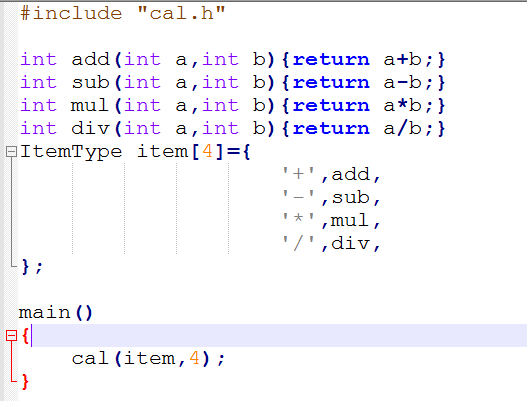 #include "cal.h"
int add(int a,int b){return a+b;}
int sub(int a,int b){return a-b;}
int mul(int a,int b){return a*b;}
int div(int a,int b){return a/b;}
ItemType item[4]={
'+',add,
'-',sub,
'*',mul,
'/',div,
};
main()
{
cal(item,4);
}